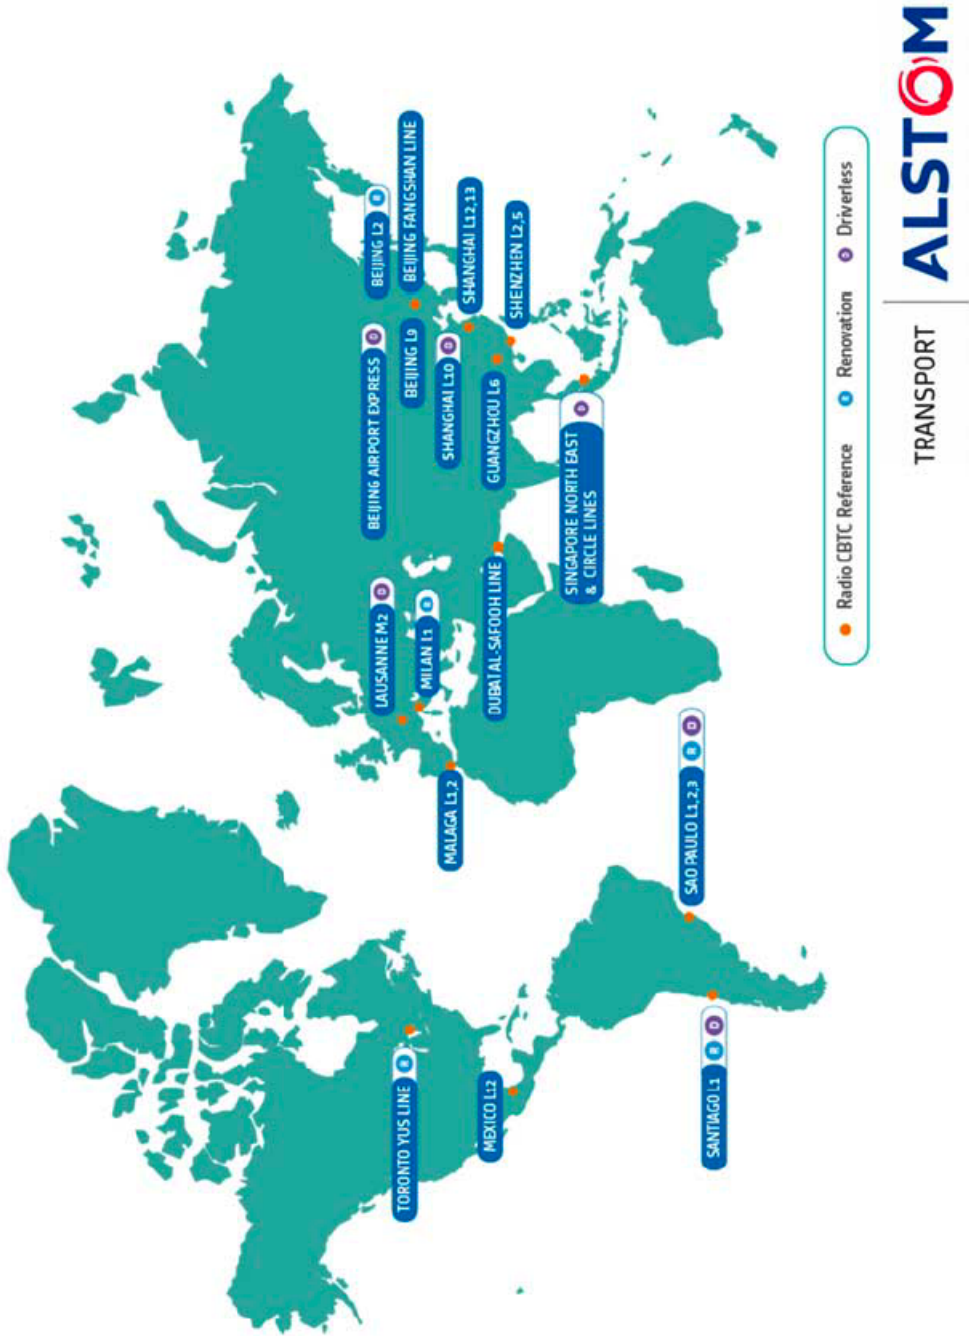 TORONTO YUS LINE R
MEXICO L12
SANTIAGO L1 R D
SAO PAULO L1,2,3 R D
MALAGA L1,2
LAUSANNE M2 D
MILAN L1 R
DUBAI AL-SAFOOH LINE
SINGAPORE NORTH EAST D
& CIRCLE LINES
BEIJING AIRPORT EXPRESS D
BEIJING L2 R
BEIJING L9
BEIJING FANGSHAN LINE
SHANGHAI L10 D
SHANGHAI L12,13
GUANGZHOU L6
SHENZHEN L2,5
Radio CBTC Reference R Renovation D Driverless
TRANSPORT
ALSTOM